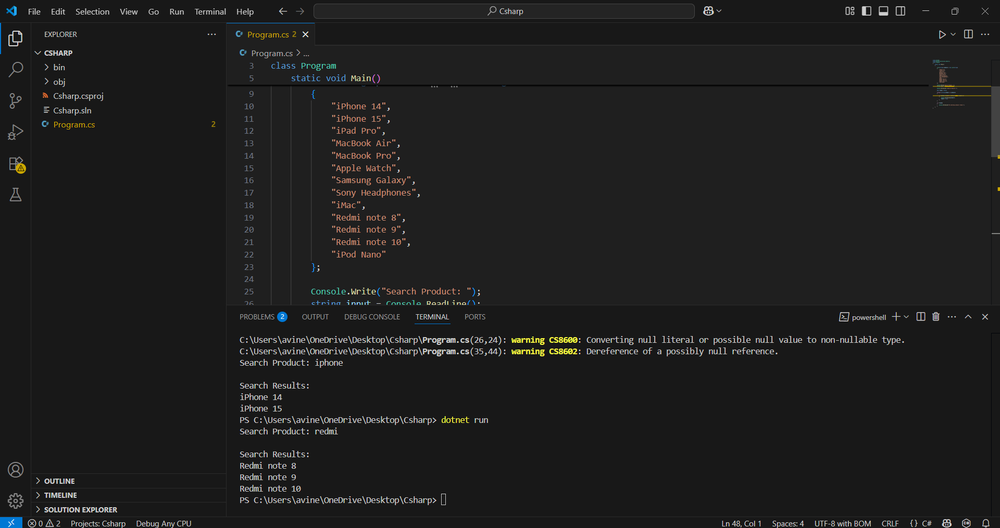 File Edit Selection View Go Run Terminal Help
Csharp
EXPLORER
CSHARP
bin
obj
Csharp.csproj
Csharp.sln
Program.cs 2
OUTLINE
TIMELINE
SOLUTION EXPLORER
Program.cs 2
Program.cs > ...
3 class Program
5 static void Main()
9 {
10 "iPhone 14",
11 "iPhone 15",
12 "iPad Pro",
13 "MacBook Air",
14 "MacBook Pro",
15 "Apple Watch",
16 "Samsung Galaxy",
17 "Sony Headphones",
18 "iMac",
19 "Redmi note 8",
20 "Redmi note 9",
21 "Redmi note 10",
22 "iPod Nano"
23 };
24
25 Console.Write("Search Product: ");
26 string input = Console.ReadLine();
PROBLEMS 2 OUTPUT DEBUG CONSOLE TERMINAL PORTS
powershell
C:\Users\avine\OneDrive\Desktop\Csharp\Program.cs(26,24): warning CS8600: Converting null literal or possible null value to non-nullable type.
C:\Users\avine\OneDrive\Desktop\Csharp\Program.cs(35,44): warning CS8602: Dereference of a possibly null reference.
Search Product: iphone
Search Results:
iPhone 14
iPhone 15
PS C:\Users\avine\OneDrive\Desktop\Csharp> dotnet run
Search Product: redmi
Search Results:
Redmi note 8
Redmi note 9
Redmi note 10
PS C:\Users\avine\OneDrive\Desktop\Csharp>
0 2 Projects: Csharp Debug Any CPU Ln 48, Col 1 Spaces: 4 UTF-8 with BOM CRLF {} C#